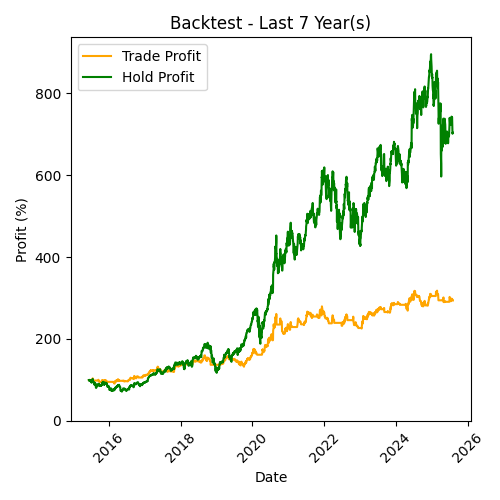 Backtest - Last 7 Year(s)
Trade Profit
Hold Profit
Profit (%)
800
600
400
200
0
2016
2018
2020
2022
2024
2026
Date